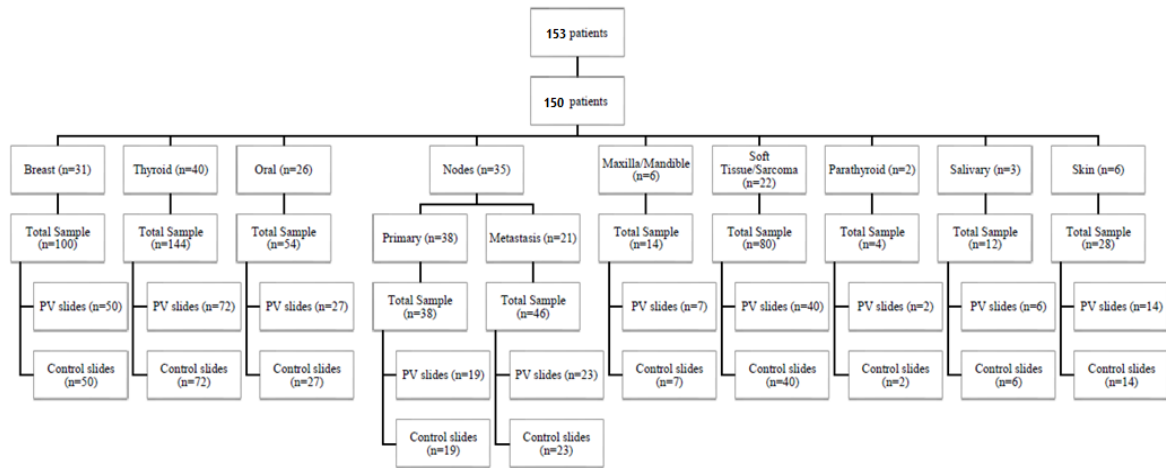 153 patients
150 patients
Breast (n=31)
Thyroid (n=40)
Oral (n=26)
Nodes (n=35)
Maxilla/Mandible
(n=6)
Soft
Tissue/Sarcoma
(n=22)
Parathyroid (n=2)
Salivary (n=3)
Skin (n=6)
Total Sample
(n=100)
Total Sample
(n=144)
Total Sample
(n=54)
Primary (n=38)
Metastasis (n=21)
Total Sample
(n=14)
Total Sample
(n=80)
Total Sample
(n=4)
Total Sample
(n=12)
Total Sample
(n=28)
PV slides (n=50)
PV slides (n=72)
PV slides (n=27)
Total Sample
(n=38)
Total Sample
(n=46)
PV slides (n=7)
PV slides (n=40)
PV slides (n=2)
PV slides (n=6)
PV slides (n=14)
Control slides
(n=50)
Control slides
(n=72)
Control slides
(n=27)
PV slides (n=19)
PV slides (n=23)
Control slides
(n=7)
Control slides
(n=40)
Control slides
(n=2)
Control slides
(n=6)
Control slides
(n=14)
Control slides
(n=19)
Control slides
(n=23)